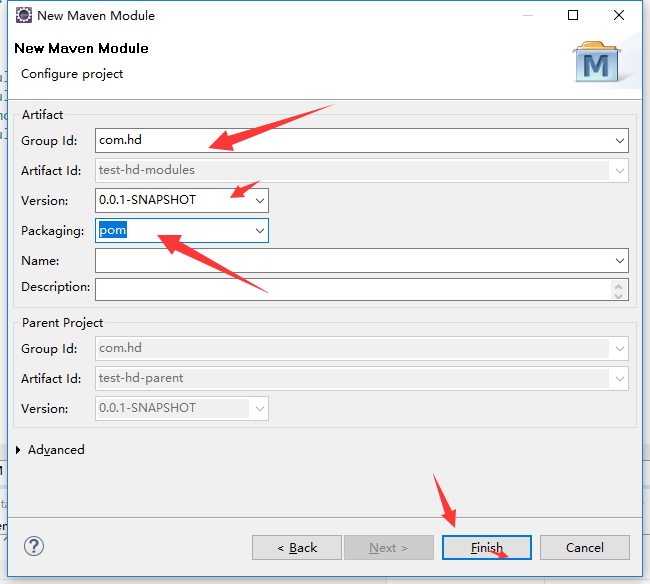 New Maven Module
New Maven Module
Configure project
M
Artifact
Group Id: com.hd
Artifact Id: test-hd-modules
Version: 0.0.1-SNAPSHOT
Packaging: pom
Name:
Description:
Parent Project
Group Id: com.hd
Artifact Id: test-hd-parent
Version: 0.0.1-SNAPSHOT
Advanced
? < Back Next > Finish Cancel